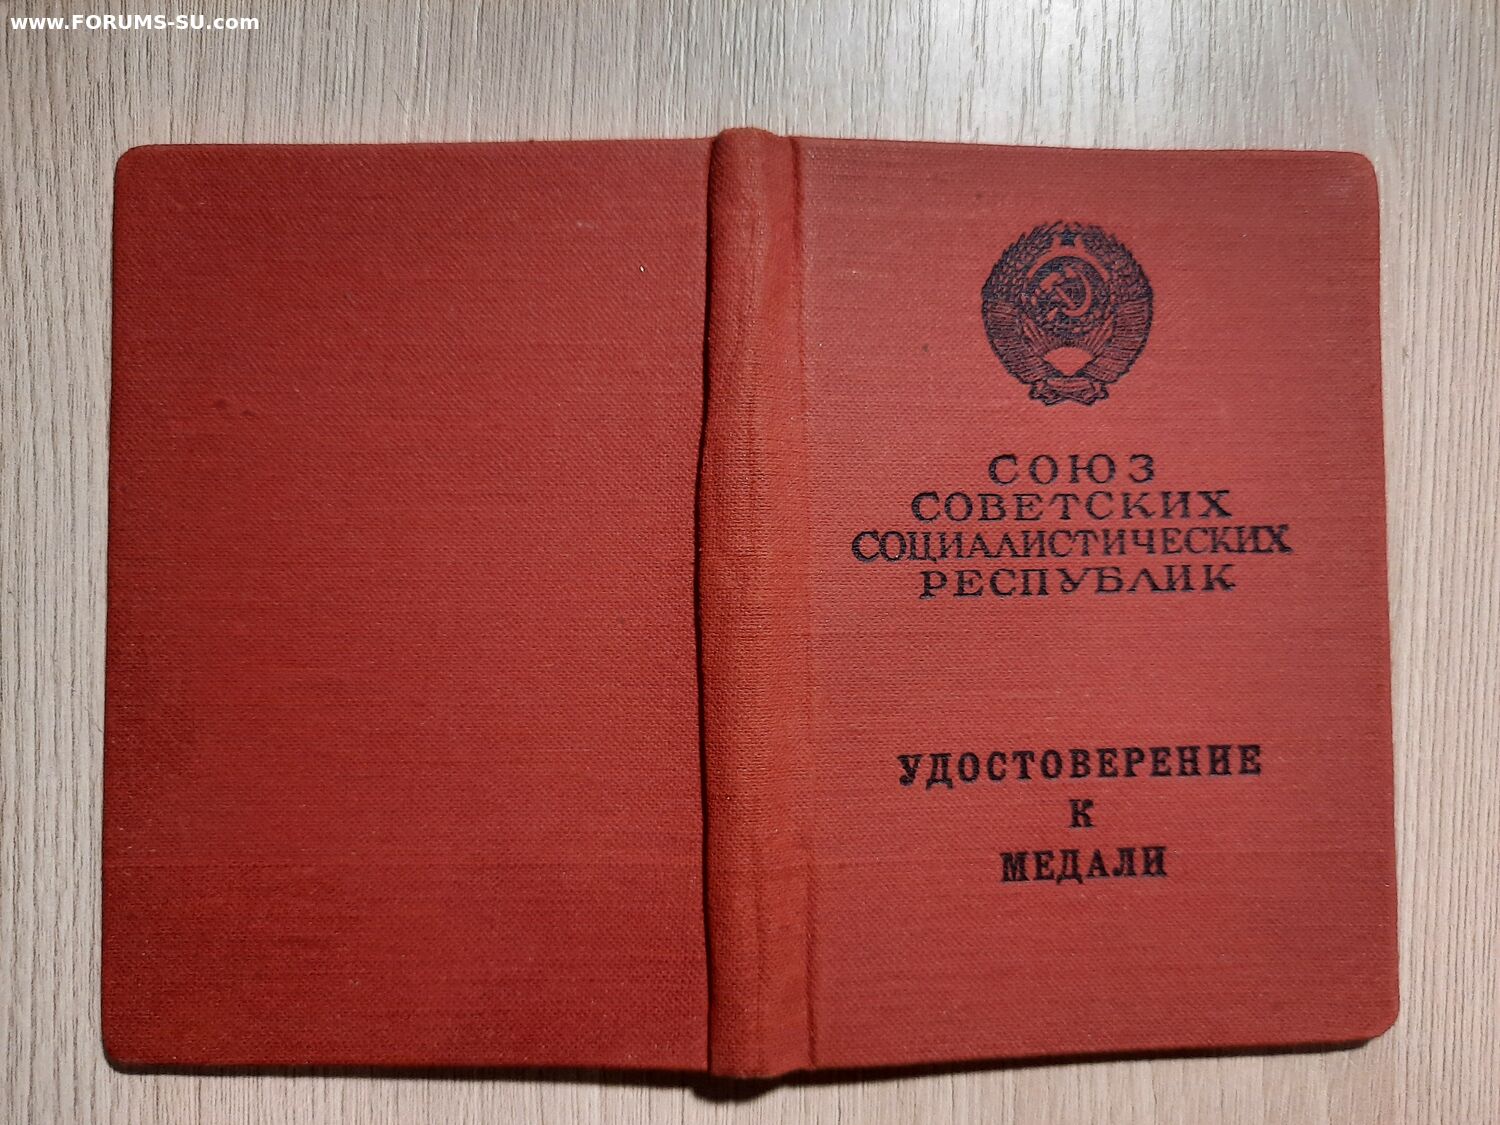 www.FORUMS-SU.com
СОЮЗ
СОВЕТСКИХ
СОЦИАЛИСТИЧЕСКИХ
РЕСПУБЛИК
УДОСТОВЕРЕНИЕ
К
МЕДАЛИ